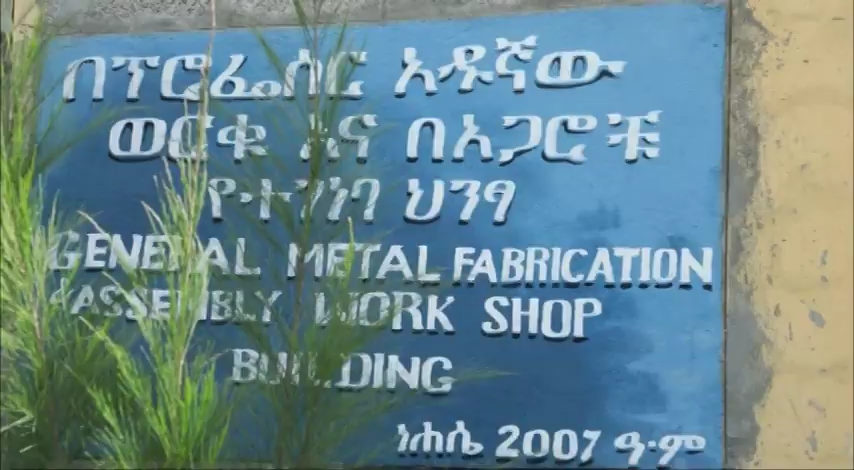 በፕሮፌሰር አዱኛው
ወርቁ እና በአጋሮቹ
የተገነባ ህንፃ
GENERAL METAL FABRICATION
&ASSEMBLY WORK SHOP
BUILDING
ነሐሴ 2007 ዓ.ም